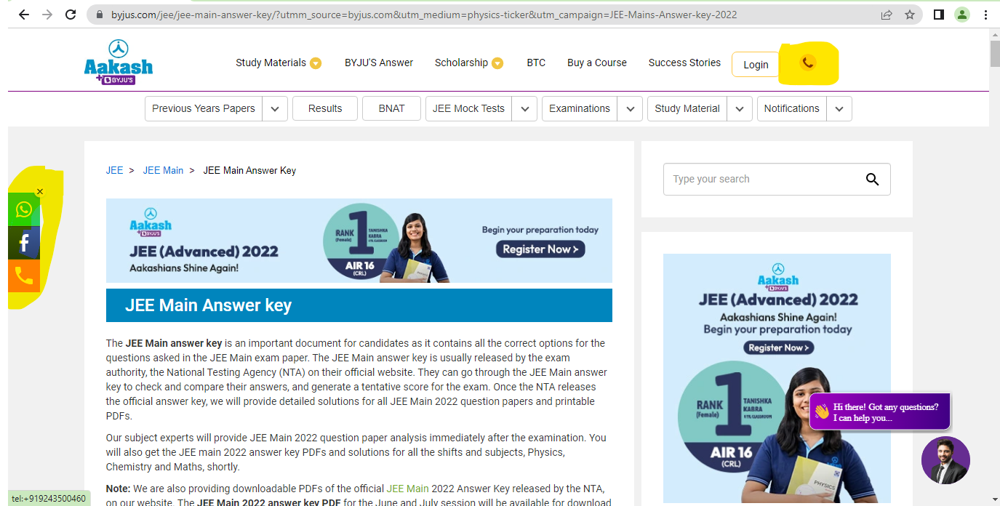 byjus.com/jee/jee-main-answer-key/?utmm_source=byjus.com&utm_medium=physics-ticker&utm_campaign=JEE-Mains-Answer-key-2022
Aakash
+BYJU'S
Study Materials
BYJU'S Answer
Scholarship
BTC
Buy a Course
Success Stories
Login
Previous Years Papers
Results
BNAT
JEE Mock Tests
Examinations
Study Material
Notifications
JEE > JEE Main > JEE Main Answer Key
Type your search
Aakash
+BYJU'S
JEE (Advanced) 2022
Aakashians Shine Again!
RANK
(Female)
1
TANISHKA
KABRA
4 YR. CLASSROOM
AIR 16
(CRL)
Begin your preparation today
Register Now >
JEE Main Answer key
The JEE Main answer key is an important document for candidates as it contains all the correct options for the
questions asked in the JEE Main exam paper. The JEE Main answer key is usually released by the exam
authority, the National Testing Agency (NTA) on their official website. They can go through the JEE Main answer
key to check and compare their answers, and generate a tentative score for the exam. Once the NTA releases
the official answer key, we will provide detailed solutions for all JEE Main 2022 question papers and printable
PDFs.
Our subject experts will provide JEE Main 2022 question paper analysis immediately after the examination. You
will also get the JEE main 2022 answer key PDFs and solutions for all the shifts and subjects, Physics,
Chemistry and Maths, shortly.
Note: We are also providing downloadable PDFs of the official JEE Main 2022 Answer Key released by the NTA,
on our website. The JEE Main 2022 answer key PDF for the June and July session will be available for download
Aakash
+BYJU'S
JEE (Advanced) 2022
Aakashians Shine Again!
Begin your preparation today
Register Now >
RANK
(Female)
1
TANISHKA
KABRA
4 YR. CLASSROOM
AIR 16
(CRL)
PHYSICS
Hi there! Got any questions?
I can help you...
tel:+919243500460